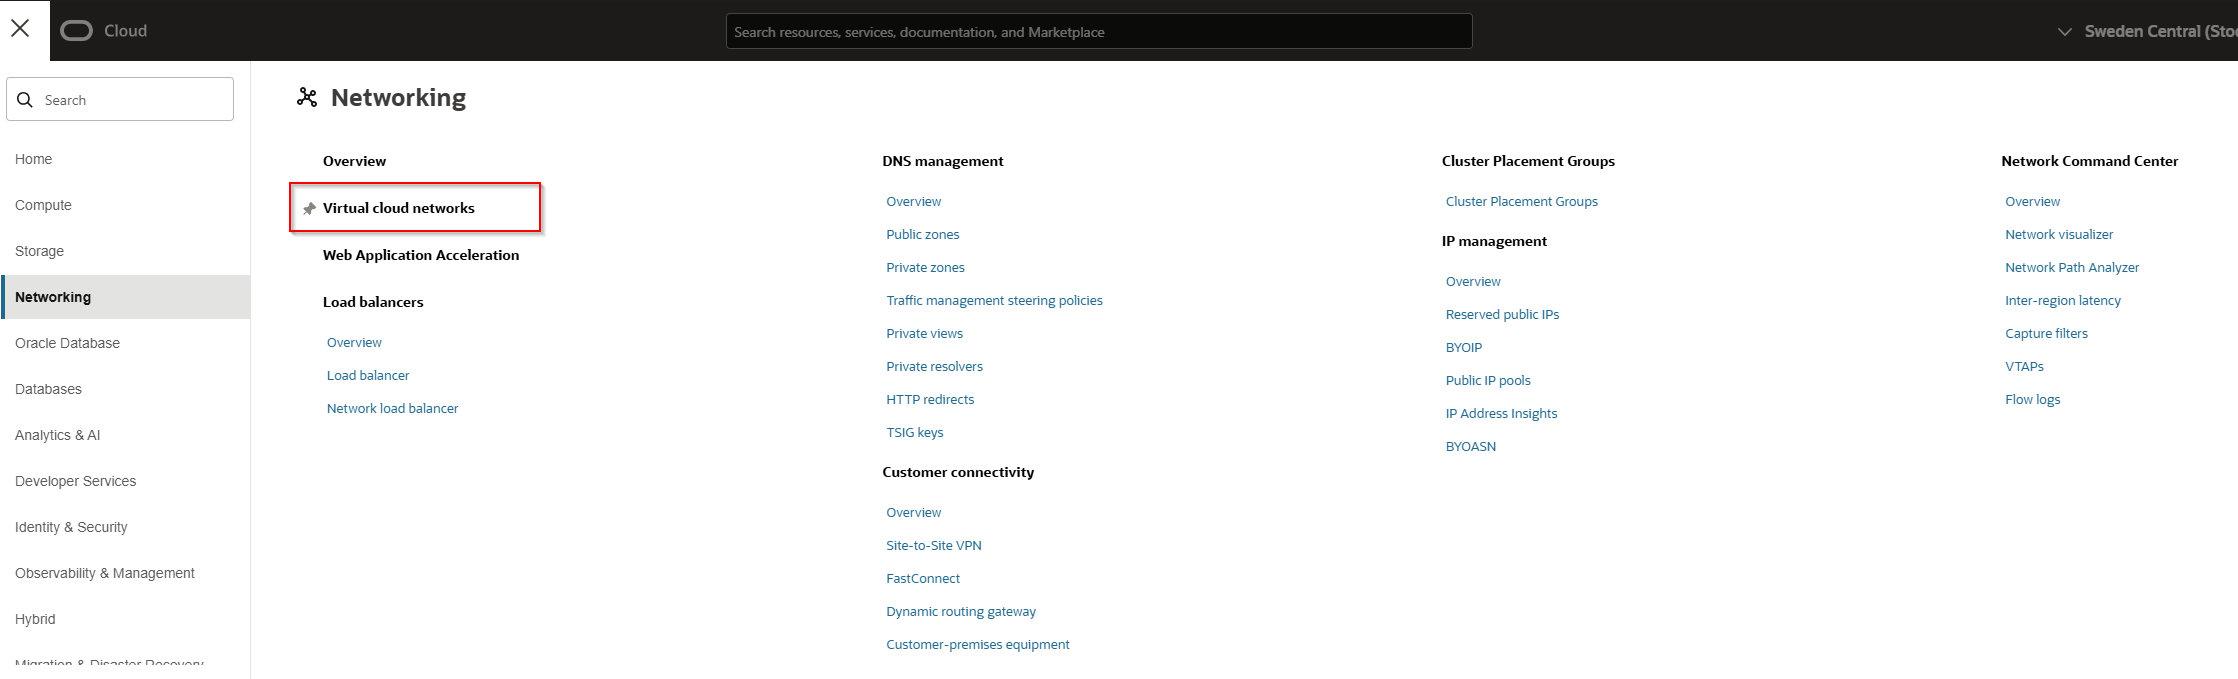 Cloud
Search resources, services, documentation, and Marketplace
Sweden Central (Sto
Search
Home
Compute
Storage
Networking
Oracle Database
Databases
Analytics & AI
Developer Services
Identity & Security
Observability & Management
Hybrid
Migration & Disaster Recovery
Networking
Overview
Virtual cloud networks
Web Application Acceleration
Load balancers
Overview
Load balancer
Network load balancer
DNS management
Overview
Public zones
Private zones
Traffic management steering policies
Private views
Private resolvers
HTTP redirects
TSIG keys
Customer connectivity
Overview
Site-to-Site VPN
FastConnect
Dynamic routing gateway
Customer-premises equipment
Cluster Placement Groups
Cluster Placement Groups
IP management
Overview
Reserved public IPs
BYOIP
Public IP pools
IP Address Insights
BYOASN
Network Command Center
Overview
Network visualizer
Network Path Analyzer
Inter-region latency
Capture filters
VTAPs
Flow logs